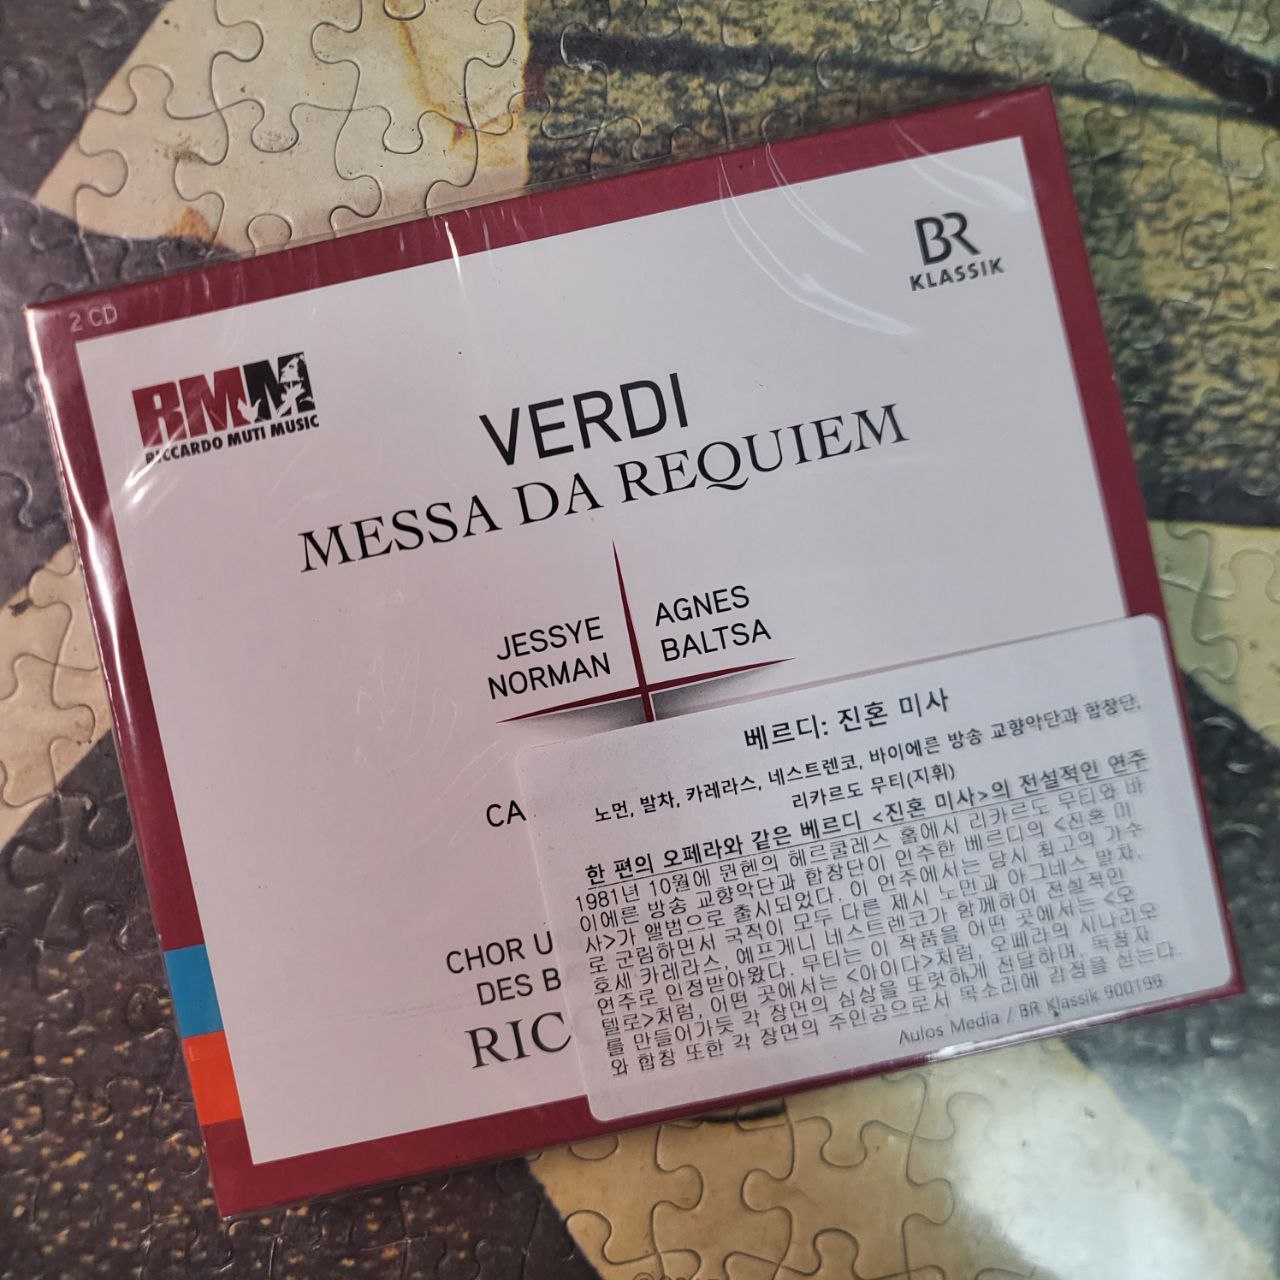 2 CD
BR
KLASSIK
RMM
RICCARDO MUTI MUSIC
VERDI
MESSA DA REQUIEM
JESSYE
NORMAN
AGNES
BALTSA
CA
CHOR U
DES B
RIC
베르디: 진혼 미사
노먼, 발차, 카레라스, 네스트렌코, 바이에른 방송 교향악단과 합창단,
리카르도 무티(지휘)
한 편의 오페라와 같은 베르디 <진혼 미사>의 전설적인 연주
1981년 10월에 뮌헨의 헤르쿨레스 홀에서 리카르도 무티와 바
이에른 방송 교향악단과 합창단이 연주한 베르디의 <진혼 미
사>가 앨범으로 출시되었다. 이 연주에서는 당시 최고의 가수
로 군림하면서 국적이 모두 다른 제시 노먼과 아그네스 발차,
호세 카레라스, 예프게니 네스트렌코가 함께하여 전설적인
연주로 인정받아왔다. 무티는 이 작품을 어떤 곳에서는 <오
텔로>처럼, 어떤 곳에서는 <아이다>처럼, 오페라의 시나리오
를 만들어가듯 각 장면의 심상을 또렷하게 전달하며, 독창자
와 합창 또한 각 장면의 주인공으로서 목소리에 감정을 싣는다.
Aulos Media / BR Klassik 900199